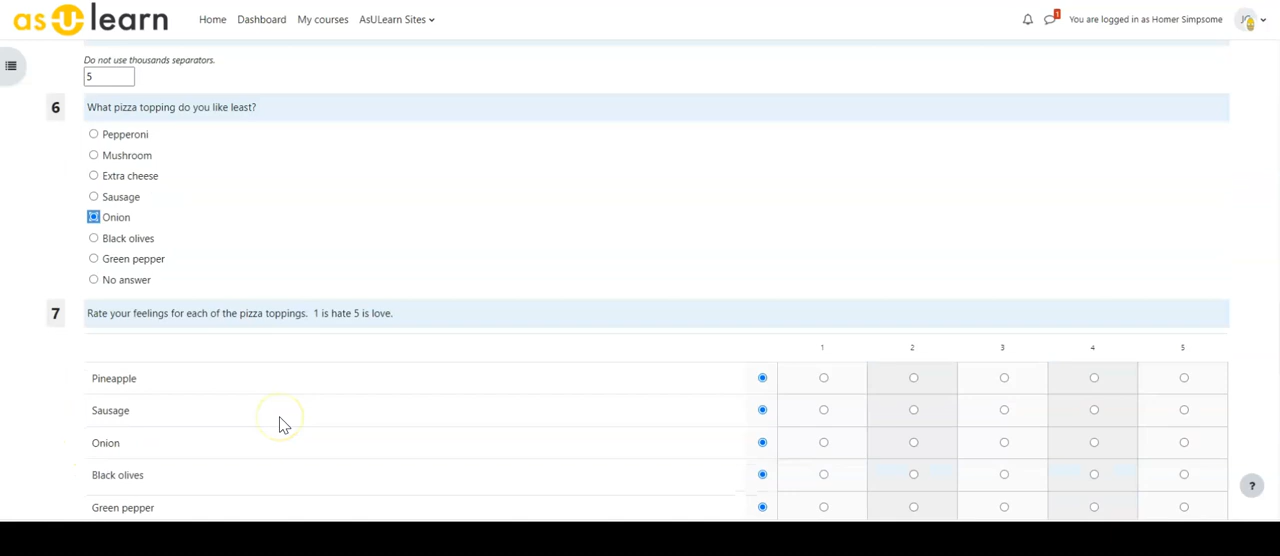 asULearn
Home
Dashboard
My courses
AsULearn Sites
1
You are logged in as Homer Simpsome
Do not use thousands separators.
5
6
What pizza topping do you like least?
Pepperoni
Mushroom
Extra cheese
Sausage
Onion
Black olives
Green pepper
No answer
7
Rate your feelings for each of the pizza toppings. 1 is hate 5 is love.
1 2 3 4 5
Pineapple
Sausage
Onion
Black olives
Green pepper
?